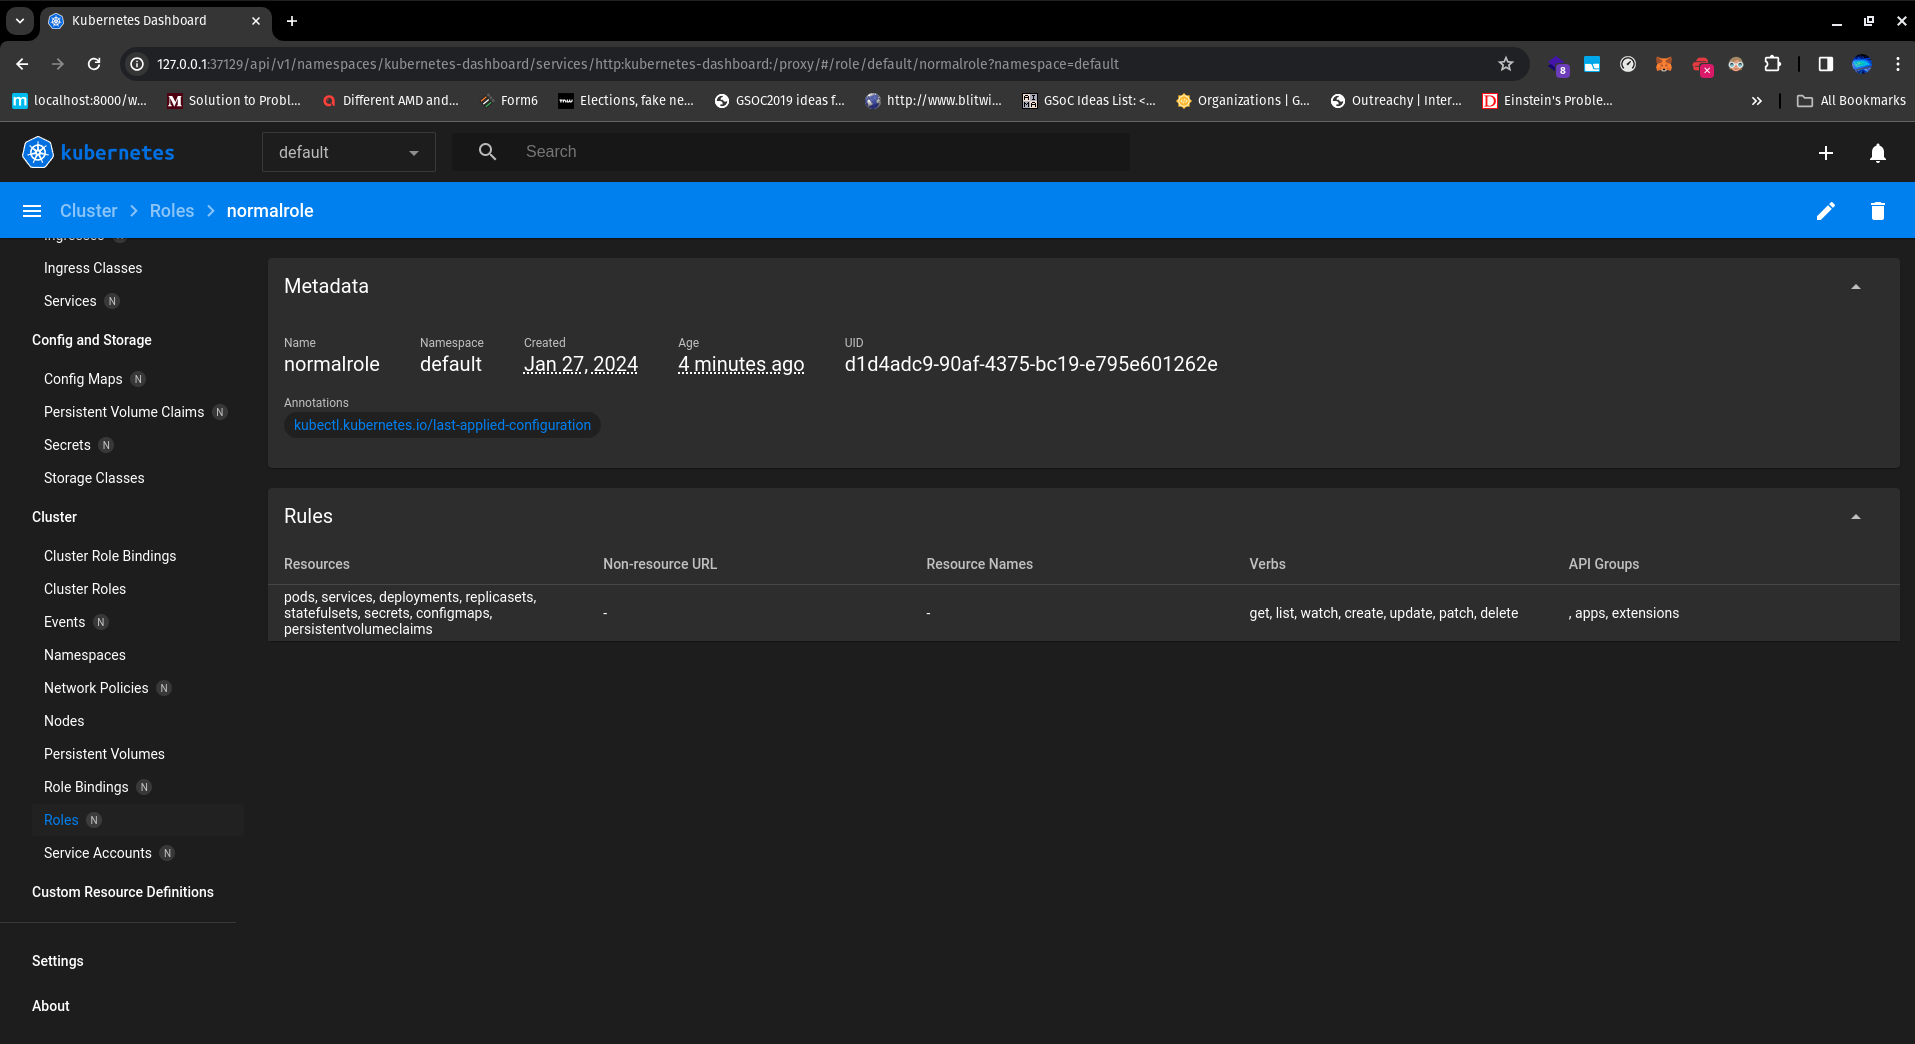 Kubernetes Dashboard
127.0.0.1:37129/api/v1/namespaces/kubernetes-dashboard/services/http:kubernetes-dashboard:/proxy/#/role/default/normalrole?namespace=default
8
localhost:8000/w...
M Solution to Probl...
Different AMD and...
Form6
TNW Elections, fake ne...
GSOC2019 ideas f...
http://www.blitwi...
GSoC Ideas List: <...
Organizations | G...
Outreachy | Inter...
D Einstein's Proble...
All Bookmarks
kubernetes
default
Search
Cluster
Roles
normalrole
Ingresses N
Ingress Classes
Services N
Config and Storage
Config Maps N
Persistent Volume Claims N
Secrets N
Storage Classes
Cluster
Cluster Role Bindings
Cluster Roles
Events N
Namespaces
Network Policies N
Nodes
Persistent Volumes
Role Bindings N
Roles N
Service Accounts N
Custom Resource Definitions
Settings
About
Metadata
Name
normalrole
Namespace
default
Created
Jan 27, 2024
Age
4 minutes ago
UID
d1d4adc9-90af-4375-bc19-e795e601262e
Annotations
kubectl.kubernetes.io/last-applied-configuration
Rules
Resources Non-resource URL Resource Names Verbs API Groups
pods, services, deployments, replicasets,
statefulsets, secrets, configmaps,
persistentvolumeclaims
-
-
get, list, watch, create, update, patch, delete
, apps, extensions